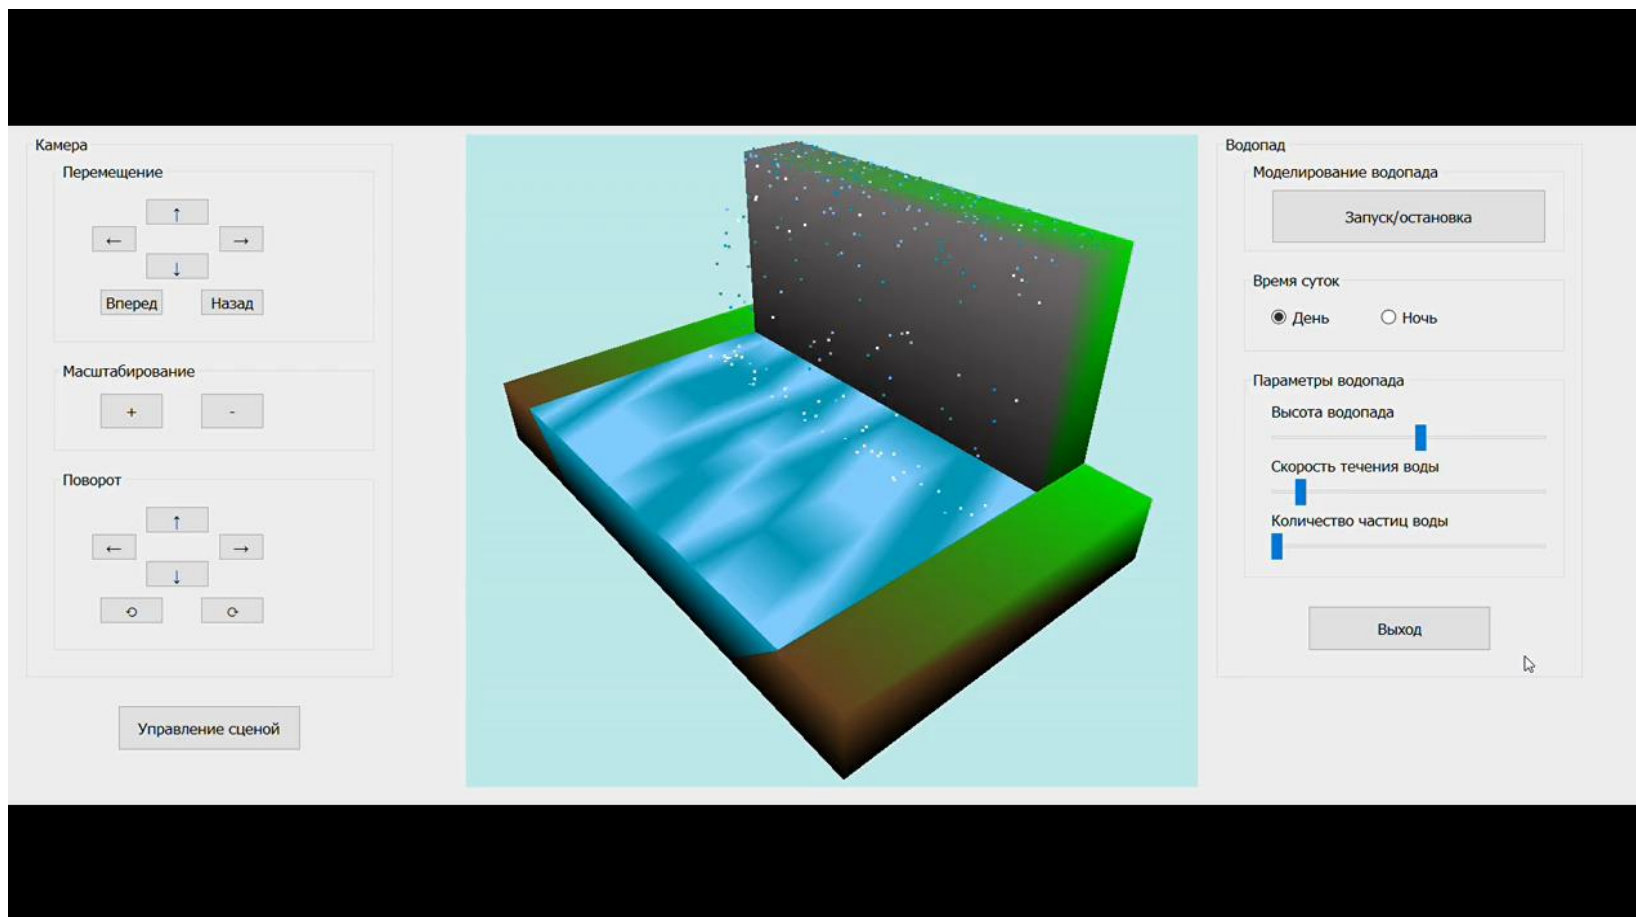 Камера
Перемещение
↑
← →
↓
Вперед Назад
Масштабирование
+ -
Поворот
↑
← →
↓
⟲ ⟳
Управление сценой
Водопад
Моделирование водопада
Запуск/остановка
Время суток
День Ночь
Параметры водопада
Высота водопада
Скорость течения воды
Количество частиц воды
Выход